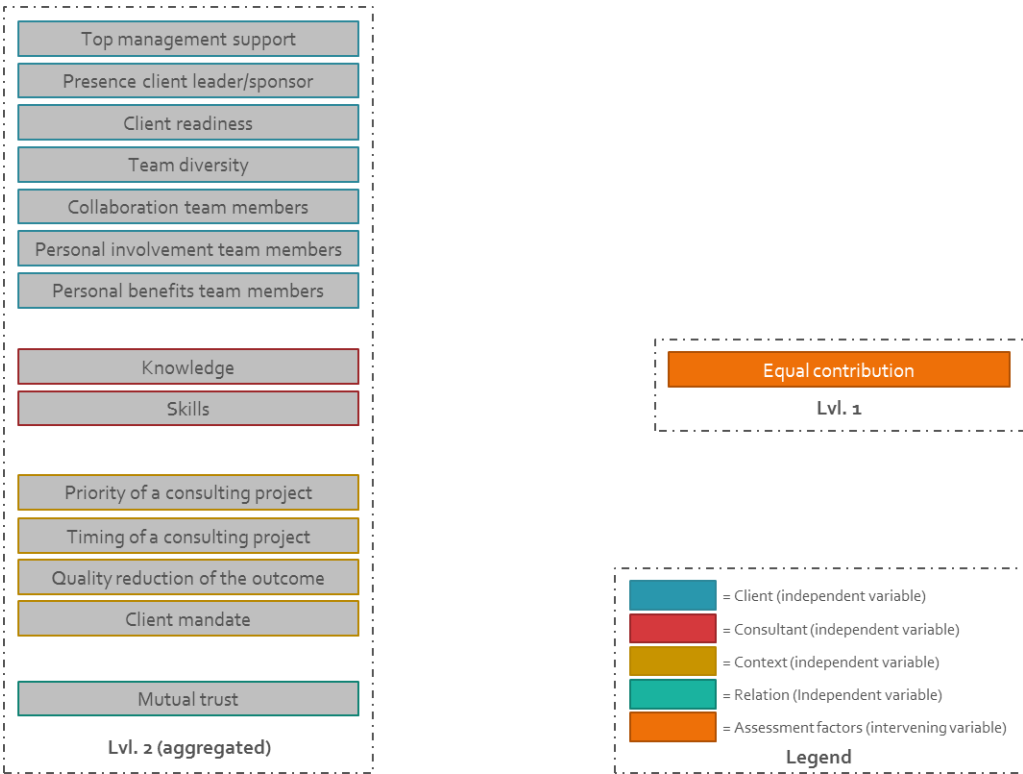 Top management support
Presence client leader/sponsor
Client readiness
Team diversity
Collaboration team members
Personal involvement team members
Personal benefits team members
Knowledge
Skills
Priority of a consulting project
Timing of a consulting project
Quality reduction of the outcome
Client mandate
Mutual trust
Lvl. 2 (aggregated)
Equal contribution
Lvl. 1
= Client (independent variable)
= Consultant (independent variable)
= Context (independent variable)
= Relation (Independent variable)
= Assessment factors (intervening variable)
Legend